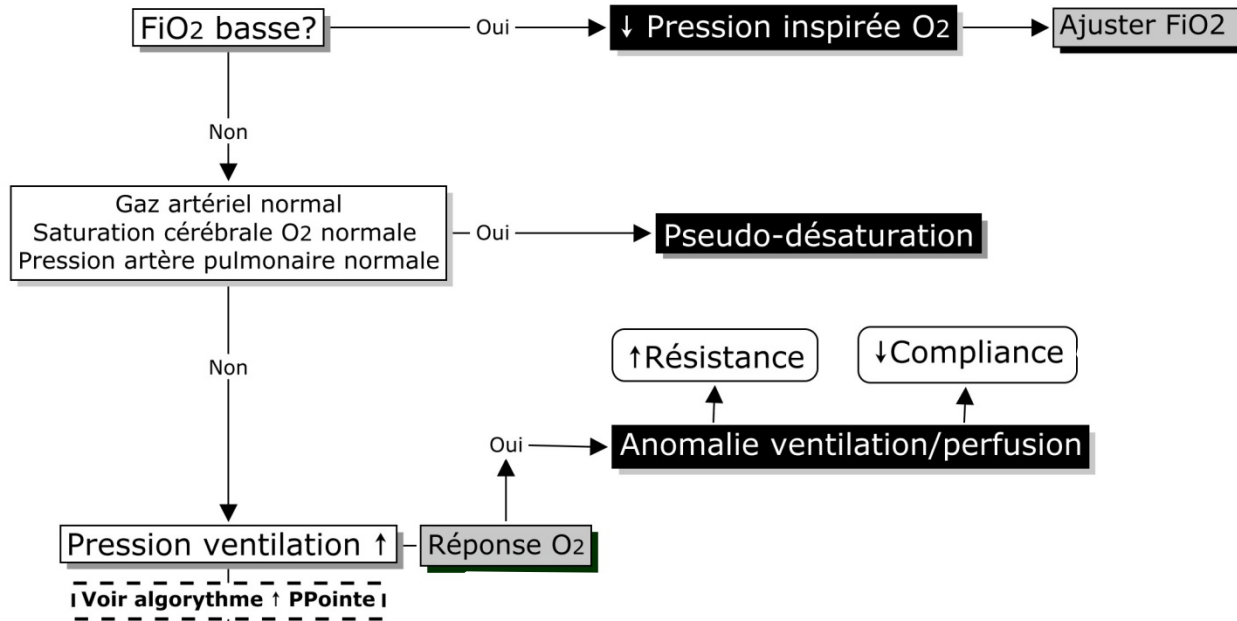 FiO2 basse?
Oui
↓ Pression inspirée O2
Ajuster FiO2
Non
Gaz artériel normal
Saturation cérébrale O2 normale
Pression artère pulmonaire normale
Oui
Pseudo-désaturation
Non
↑Résistance
↓Compliance
Oui
Anomalie ventilation/perfusion
Pression ventilation ↑
Réponse O2
Voir algorythme ↑ PPointe